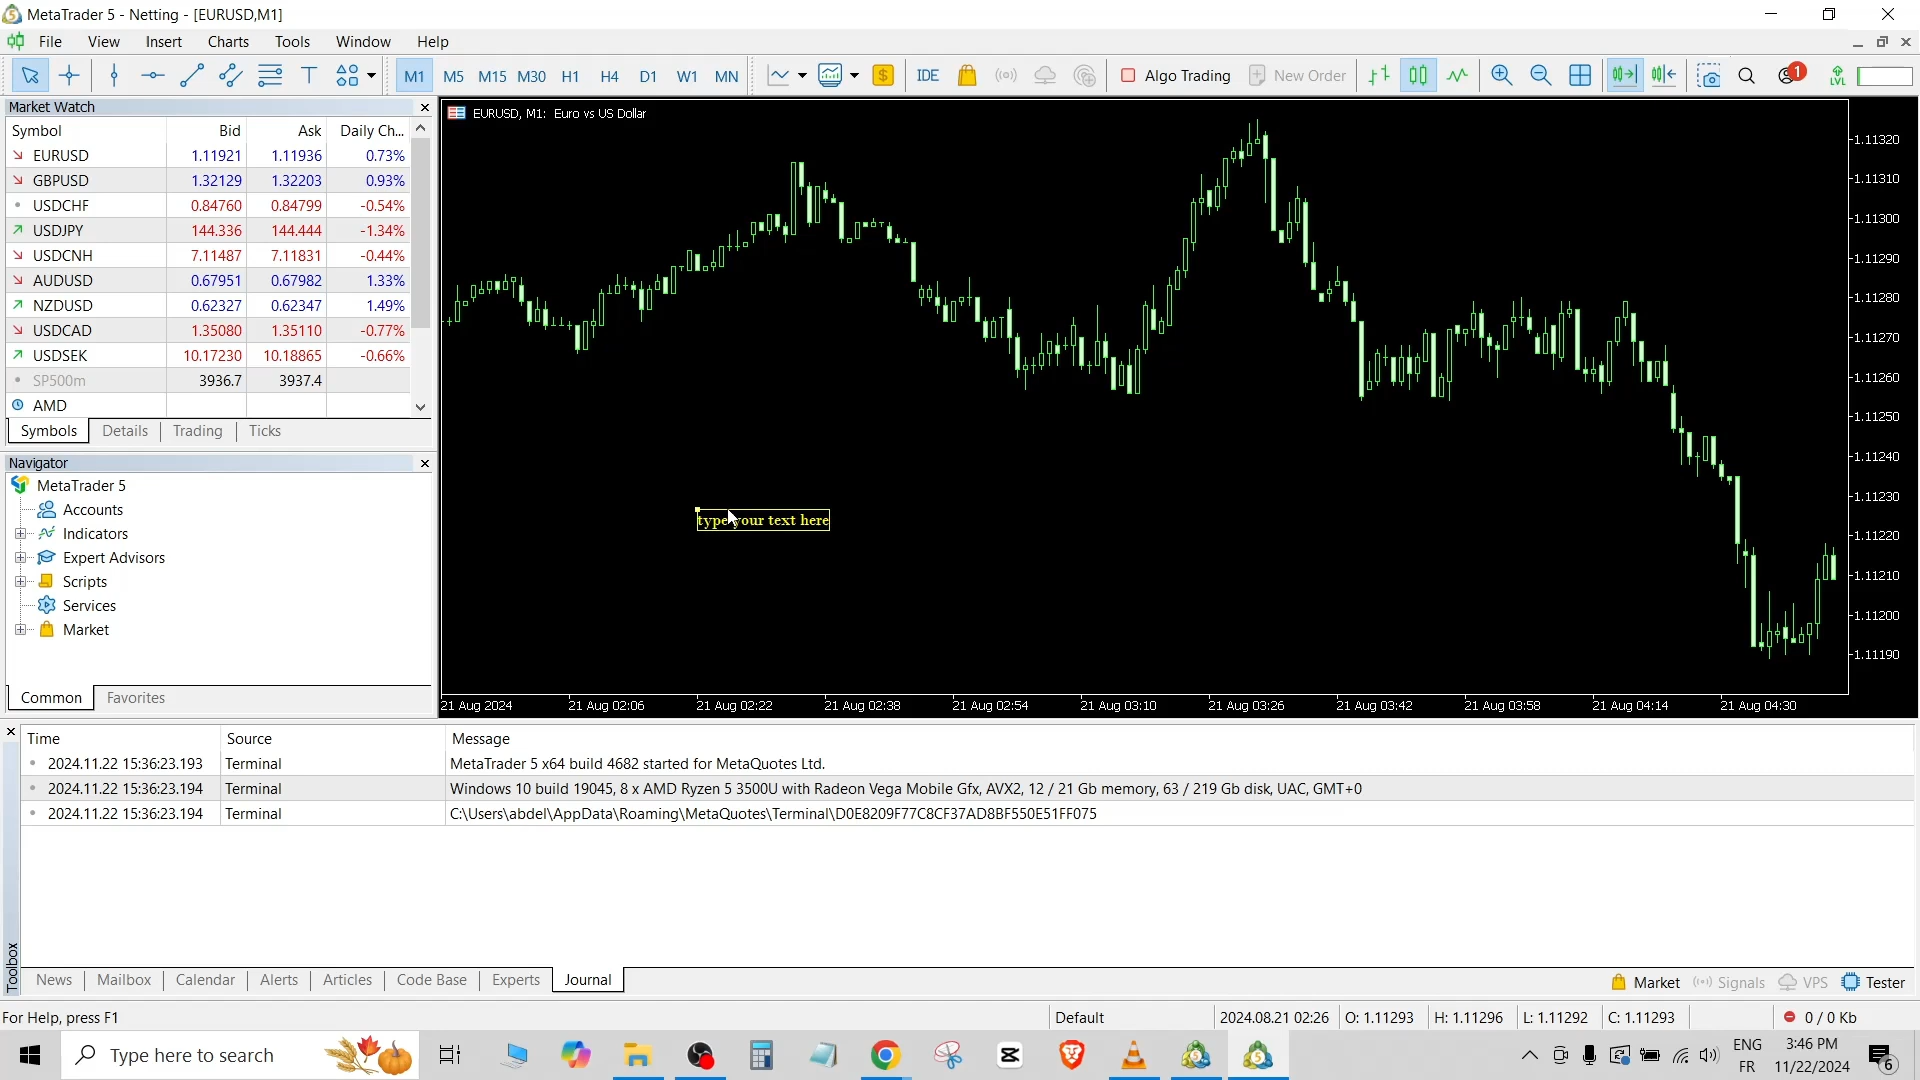 MetaTrader 5 - Netting - [EURUSD,M1]
File View Insert Charts Tools Window Help
M1 M5 M15 M30 H1 H4 D1 W1 MN IDE Algo Trading New Order 1 LVL
Market Watch
Symbol Bid Ask Daily Ch...
EURUSD 1.11921 1.11936 0.73%
GBPUSD 1.32129 1.32203 0.93%
USDCHF 0.84760 0.84799 -0.54%
USDJPY 144.336 144.444 -1.34%
USDCNH 7.11487 7.11831 -0.44%
AUDUSD 0.67951 0.67982 1.33%
NZDUSD 0.62327 0.62347 1.49%
USDCAD 1.35080 1.35110 -0.77%
USDSEK 10.17230 10.18865 -0.66%
SP500m 3936.7 3937.4
AMD
Symbols Details Trading Ticks
Navigator
MetaTrader 5
Accounts
Indicators
Expert Advisors
Scripts
Services
Market
Common Favorites
EURUSD, M1: Euro vs US Dollar
type your text here
1.11320
1.11310
1.11300
1.11290
1.11280
1.11270
1.11260
1.11250
1.11240
1.11230
1.11220
1.11210
1.11200
1.11190
21 Aug 2024 21 Aug 02:06 21 Aug 02:22 21 Aug 02:38 21 Aug 02:54 21 Aug 03:10 21 Aug 03:26 21 Aug 03:42 21 Aug 03:58 21 Aug 04:14 21 Aug 04:30
Time Source Message
2024.11.22 15:36:23.193 Terminal MetaTrader 5 x64 build 4682 started for MetaQuotes Ltd.
2024.11.22 15:36:23.194 Terminal Windows 10 build 19045, 8 x AMD Ryzen 5 3500U with Radeon Vega Mobile Gfx, AVX2, 12 / 21 Gb memory, 63 / 219 Gb disk, UAC, GMT+0
2024.11.22 15:36:23.194 Terminal C:\Users\abdel\AppData\Roaming\MetaQuotes\Terminal\D0E8209F77C8CF37AD8BF550E51FF075
Toolbox
News Mailbox Calendar Alerts Articles Code Base Experts Journal
Market Signals VPS Tester
For Help, press F1 Default 2024.08.21 02:26 O: 1.11293 H: 1.11296 L: 1.11292 C: 1.11293 0 / 0 Kb
Type here to search
ENG 3:46 PM
FR 11/22/2024 6